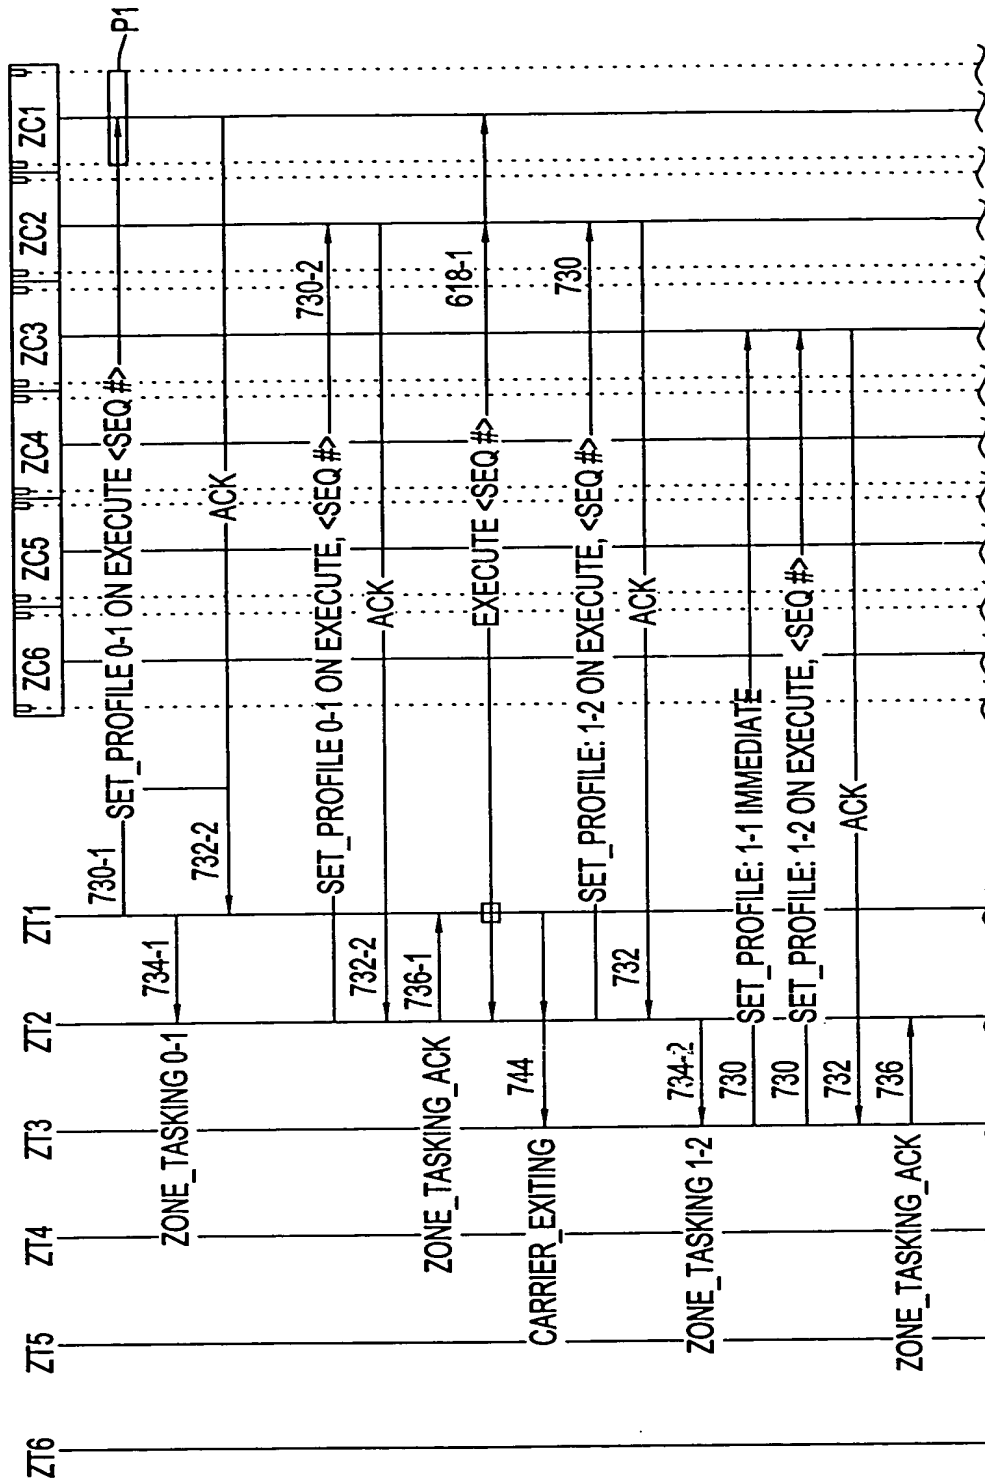 ZT6
ZT5
ZT4
ZT3
ZT2
ZT1
ZC6
ZC5
ZC4
ZC3
ZC2
ZC1
P1
730-1
SET_PROFILE 0-1 ON EXECUTE <SEQ #>
734-1
ZONE_TASKING 0-1
732-2
ACK
SET_PROFILE 0-1 ON EXECUTE, <SEQ #>
730-2
732-2
ACK
736-1
ZONE_TASKING_ACK
EXECUTE <SEQ #>
618-1
744
CARRIER_EXITING
SET_PROFILE: 1-2 ON EXECUTE, <SEQ #>
730
732
ACK
734-2
ZONE_TASKING 1-2
730
SET_PROFILE: 1-1 IMMEDIATE
730
SET_PROFILE: 1-2 ON EXECUTE, <SEQ #>
732
ACK
736
ZONE_TASKING_ACK